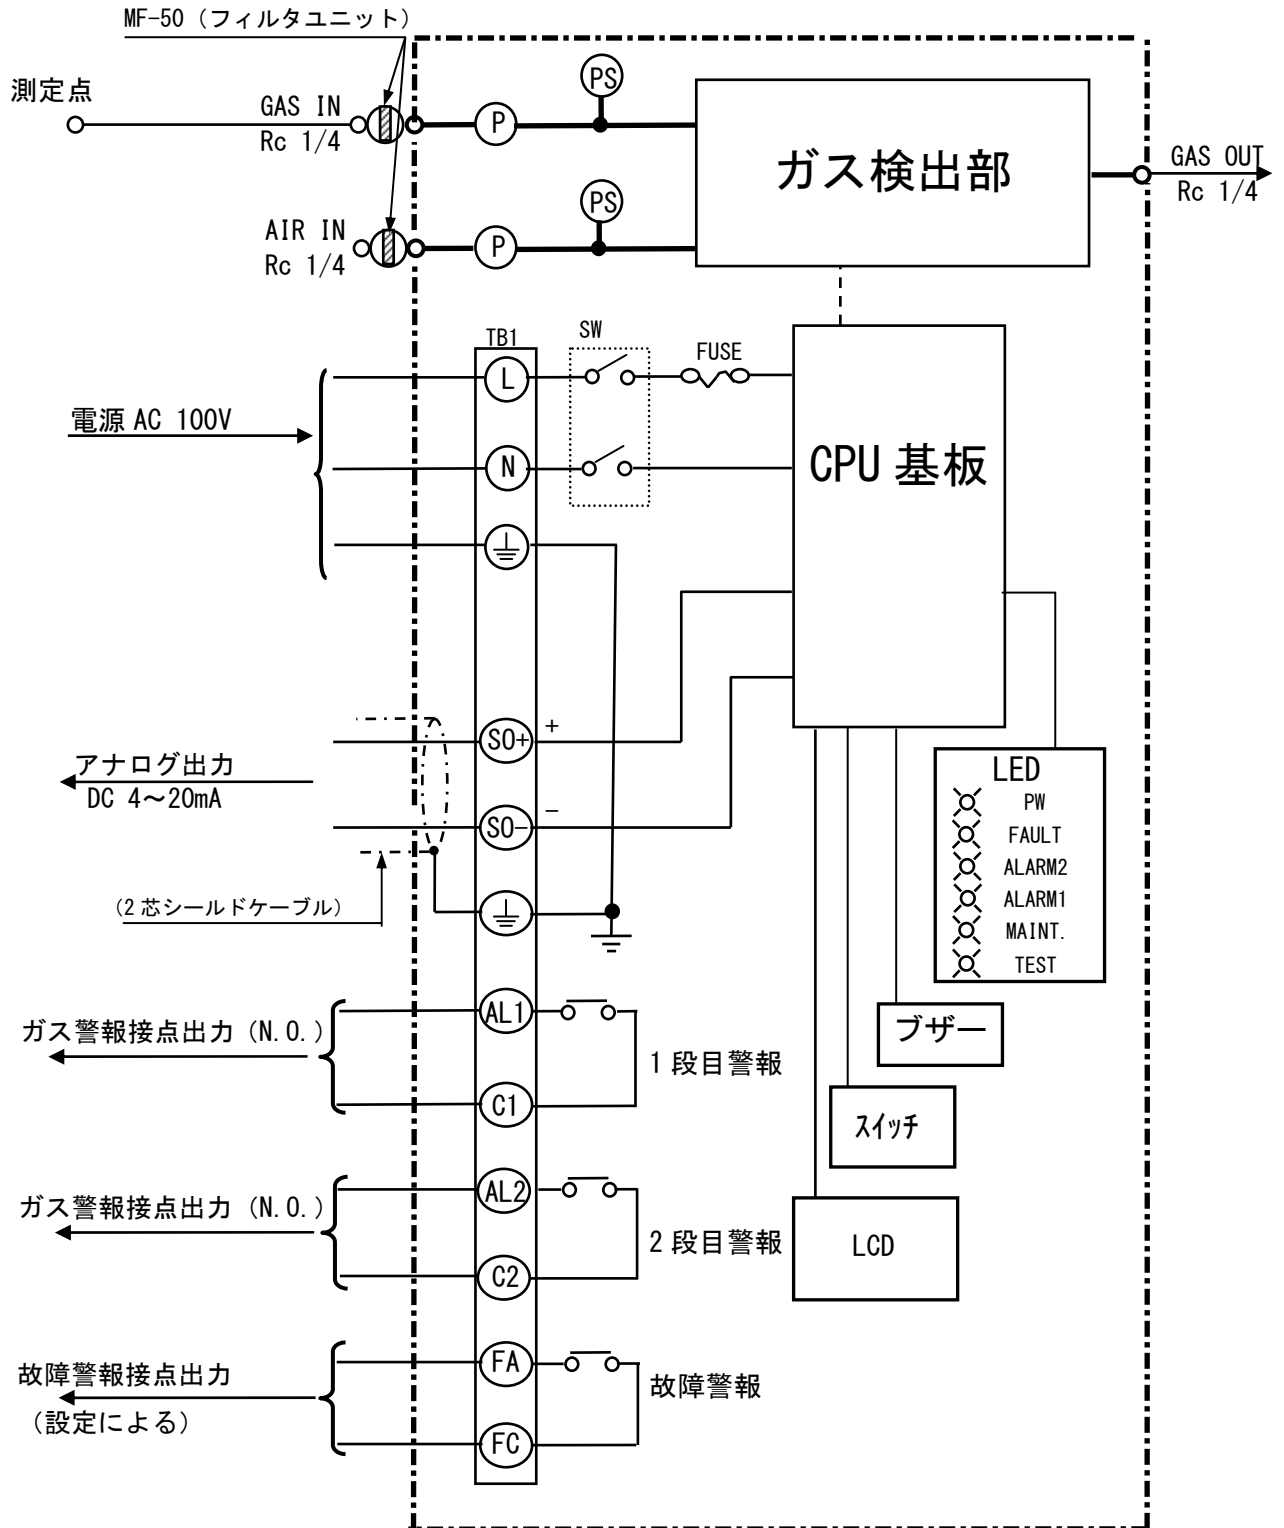 MF-50 (フィルタユニット)
測定点
GAS IN
Rc 1/4
P
PS
ガス検出部
GAS OUT
Rc 1/4
AIR IN
Rc 1/4
P
PS
TB1
SW
FUSE
L
電源 AC 100V
N
CPU 基板
SO+
+
アナログ出力
DC 4～20mA
SO-
−
(2 芯シールドケーブル)
LED
PW
FAULT
ALARM2
ALARM1
MAINT.
TEST
AL1
ガス警報接点出力 (N.O.)
1 段目警報
C1
ブザー
スイッチ
AL2
ガス警報接点出力 (N.O.)
2 段目警報
C2
LCD
FA
故障警報接点出力
(設定による)
故障警報
FC